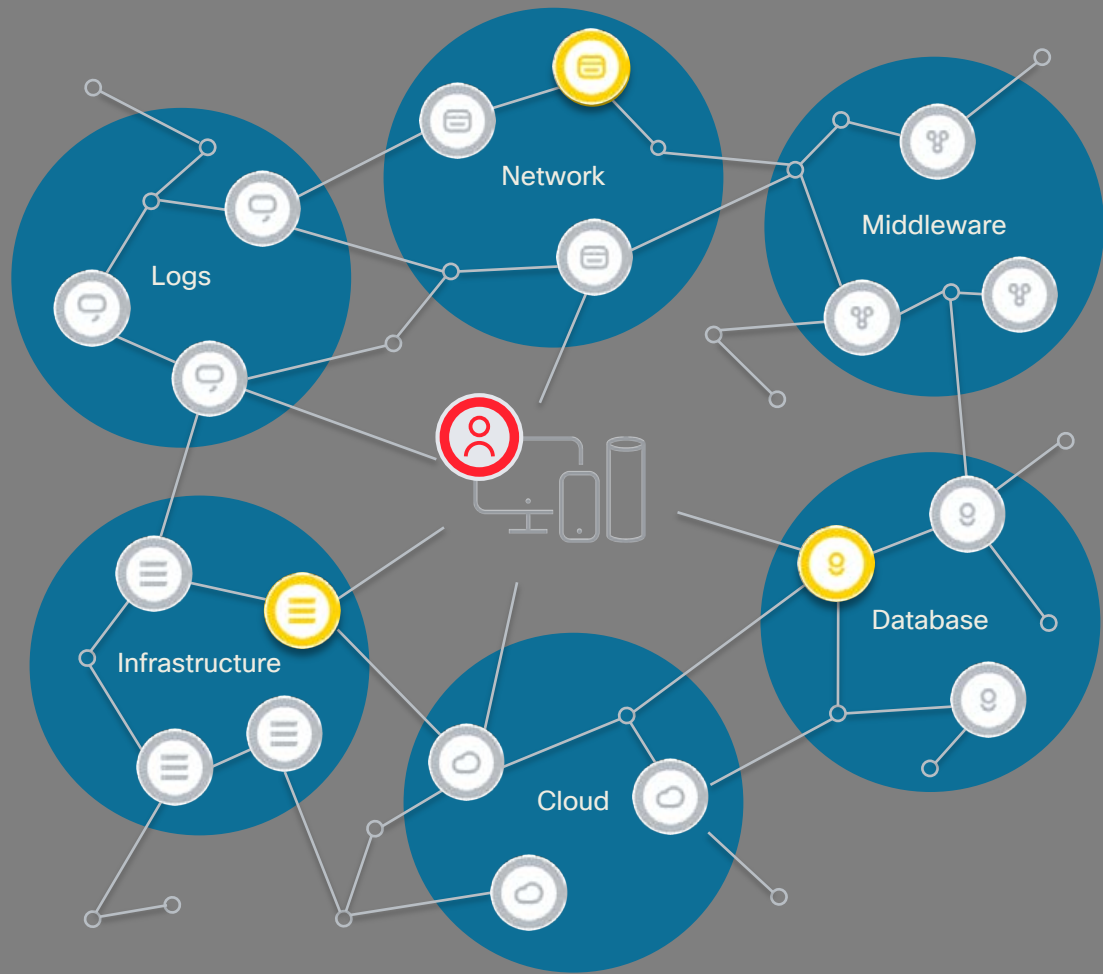 Network
Middleware
Logs
Database
Infrastructure
Cloud